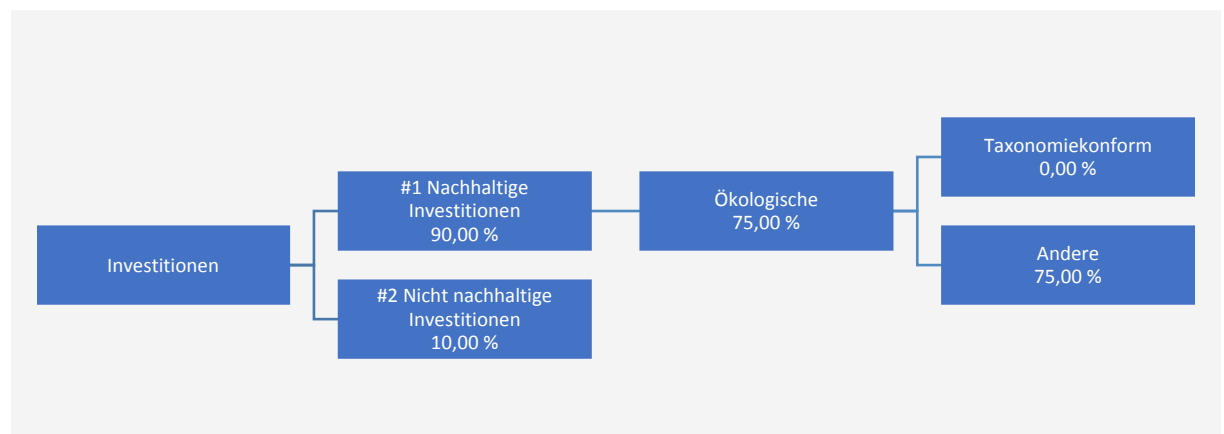 Investitionen
#1 Nachhaltige
Investitionen
90,00 %
#2 Nicht nachhaltige
Investitionen
10,00 %
Ökologische
75,00 %
Taxonomiekonform
0,00 %
Andere
75,00 %